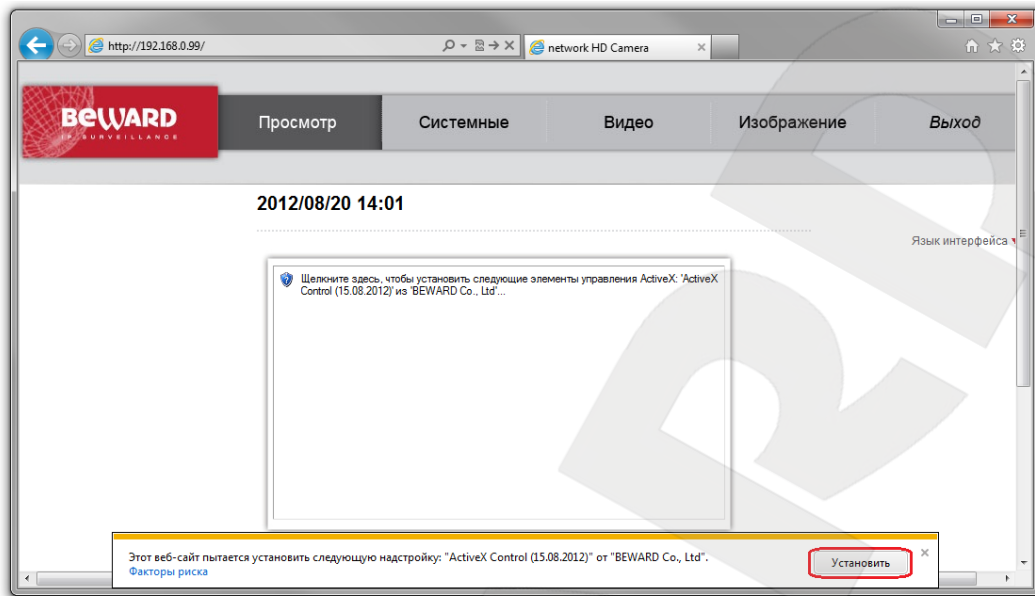 http://192.168.0.99/
network HD Camera
BEWARD
IP SURVEILLANCE
Просмотр
Системные
Видео
Изображение
Выход
2012/08/20 14:01
Язык интерфейса
Щелкните здесь, чтобы установить следующие элементы управления ActiveX: 'ActiveX
Control (15.08.2012)' из 'BEWARD Co., Ltd'...
Этот веб-сайт пытается установить следующую надстройку: "ActiveX Control (15.08.2012)" от "BEWARD Co., Ltd".
Факторы риска
Установить